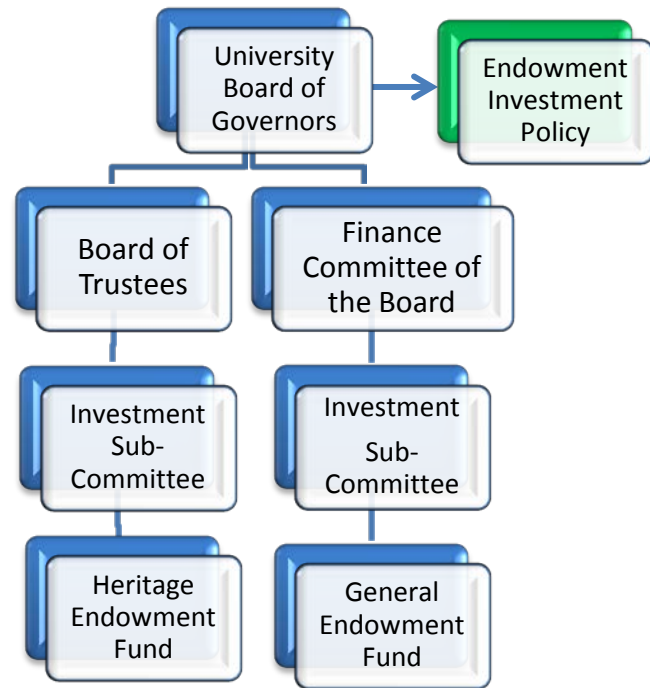 University
Board of
Governors
Endowment
Investment
Policy
Board of
Trustees
Finance
Committee of
the Board
Investment
Sub-
Committee
Investment
Sub-
Committee
Heritage
Endowment
Fund
General
Endowment
Fund